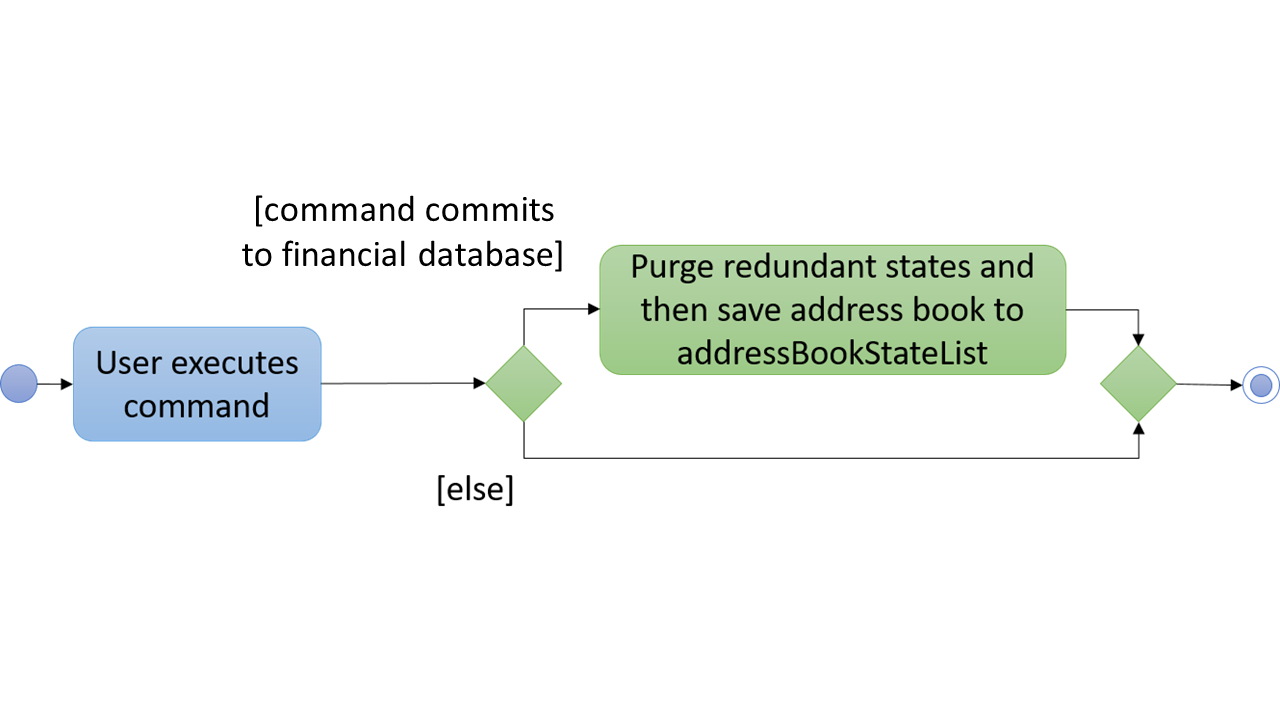 [command commits
to financial database]
Purge redundant states and
then save address book to
addressBookStateList
User executes
command
[else]